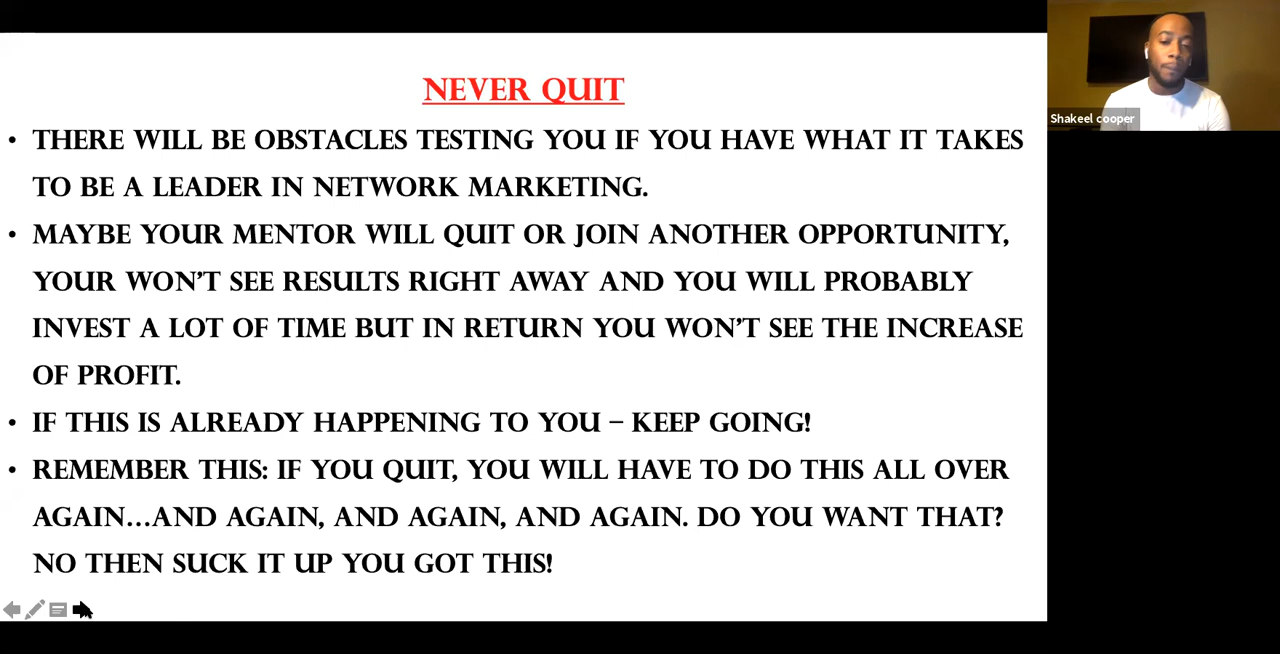 NEVER QUIT
• THERE WILL BE OBSTACLES TESTING YOU IF YOU HAVE WHAT IT TAKES
TO BE A LEADER IN NETWORK MARKETING.
• MAYBE YOUR MENTOR WILL QUIT OR JOIN ANOTHER OPPORTUNITY,
YOUR WON'T SEE RESULTS RIGHT AWAY AND YOU WILL PROBABLY
INVEST A LOT OF TIME BUT IN RETURN YOU WON'T SEE THE INCREASE
OF PROFIT.
• IF THIS IS ALREADY HAPPENING TO YOU – KEEP GOING!
• REMEMBER THIS: IF YOU QUIT, YOU WILL HAVE TO DO THIS ALL OVER
AGAIN...AND AGAIN, AND AGAIN, AND AGAIN. DO YOU WANT THAT?
NO THEN SUCK IT UP YOU GOT THIS!
Shakeel cooper